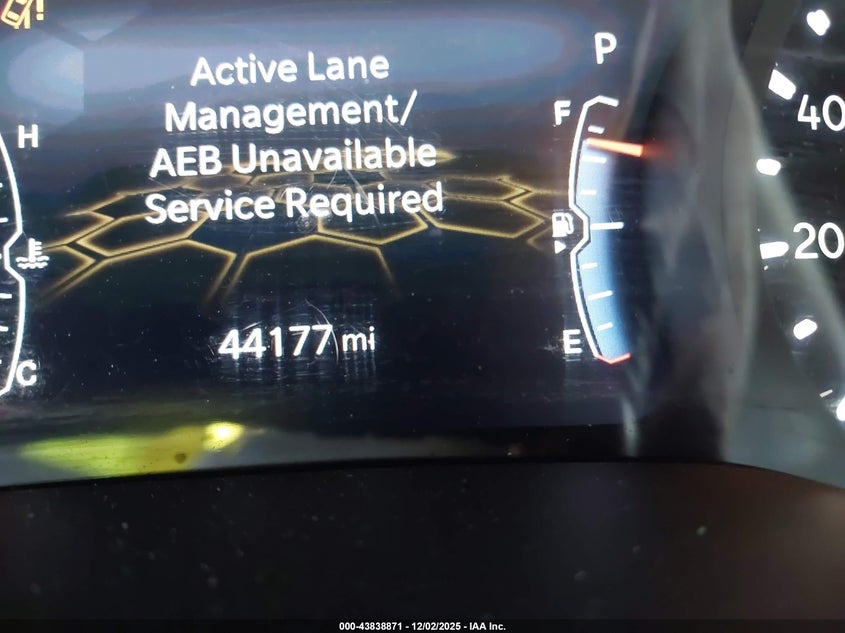 P
Active Lane
Management/
AEB Unavailable
Service Required
H
C
F
E
44177 mi
40
20
000-43838871 - 12/02/2025 - IAA Inc.